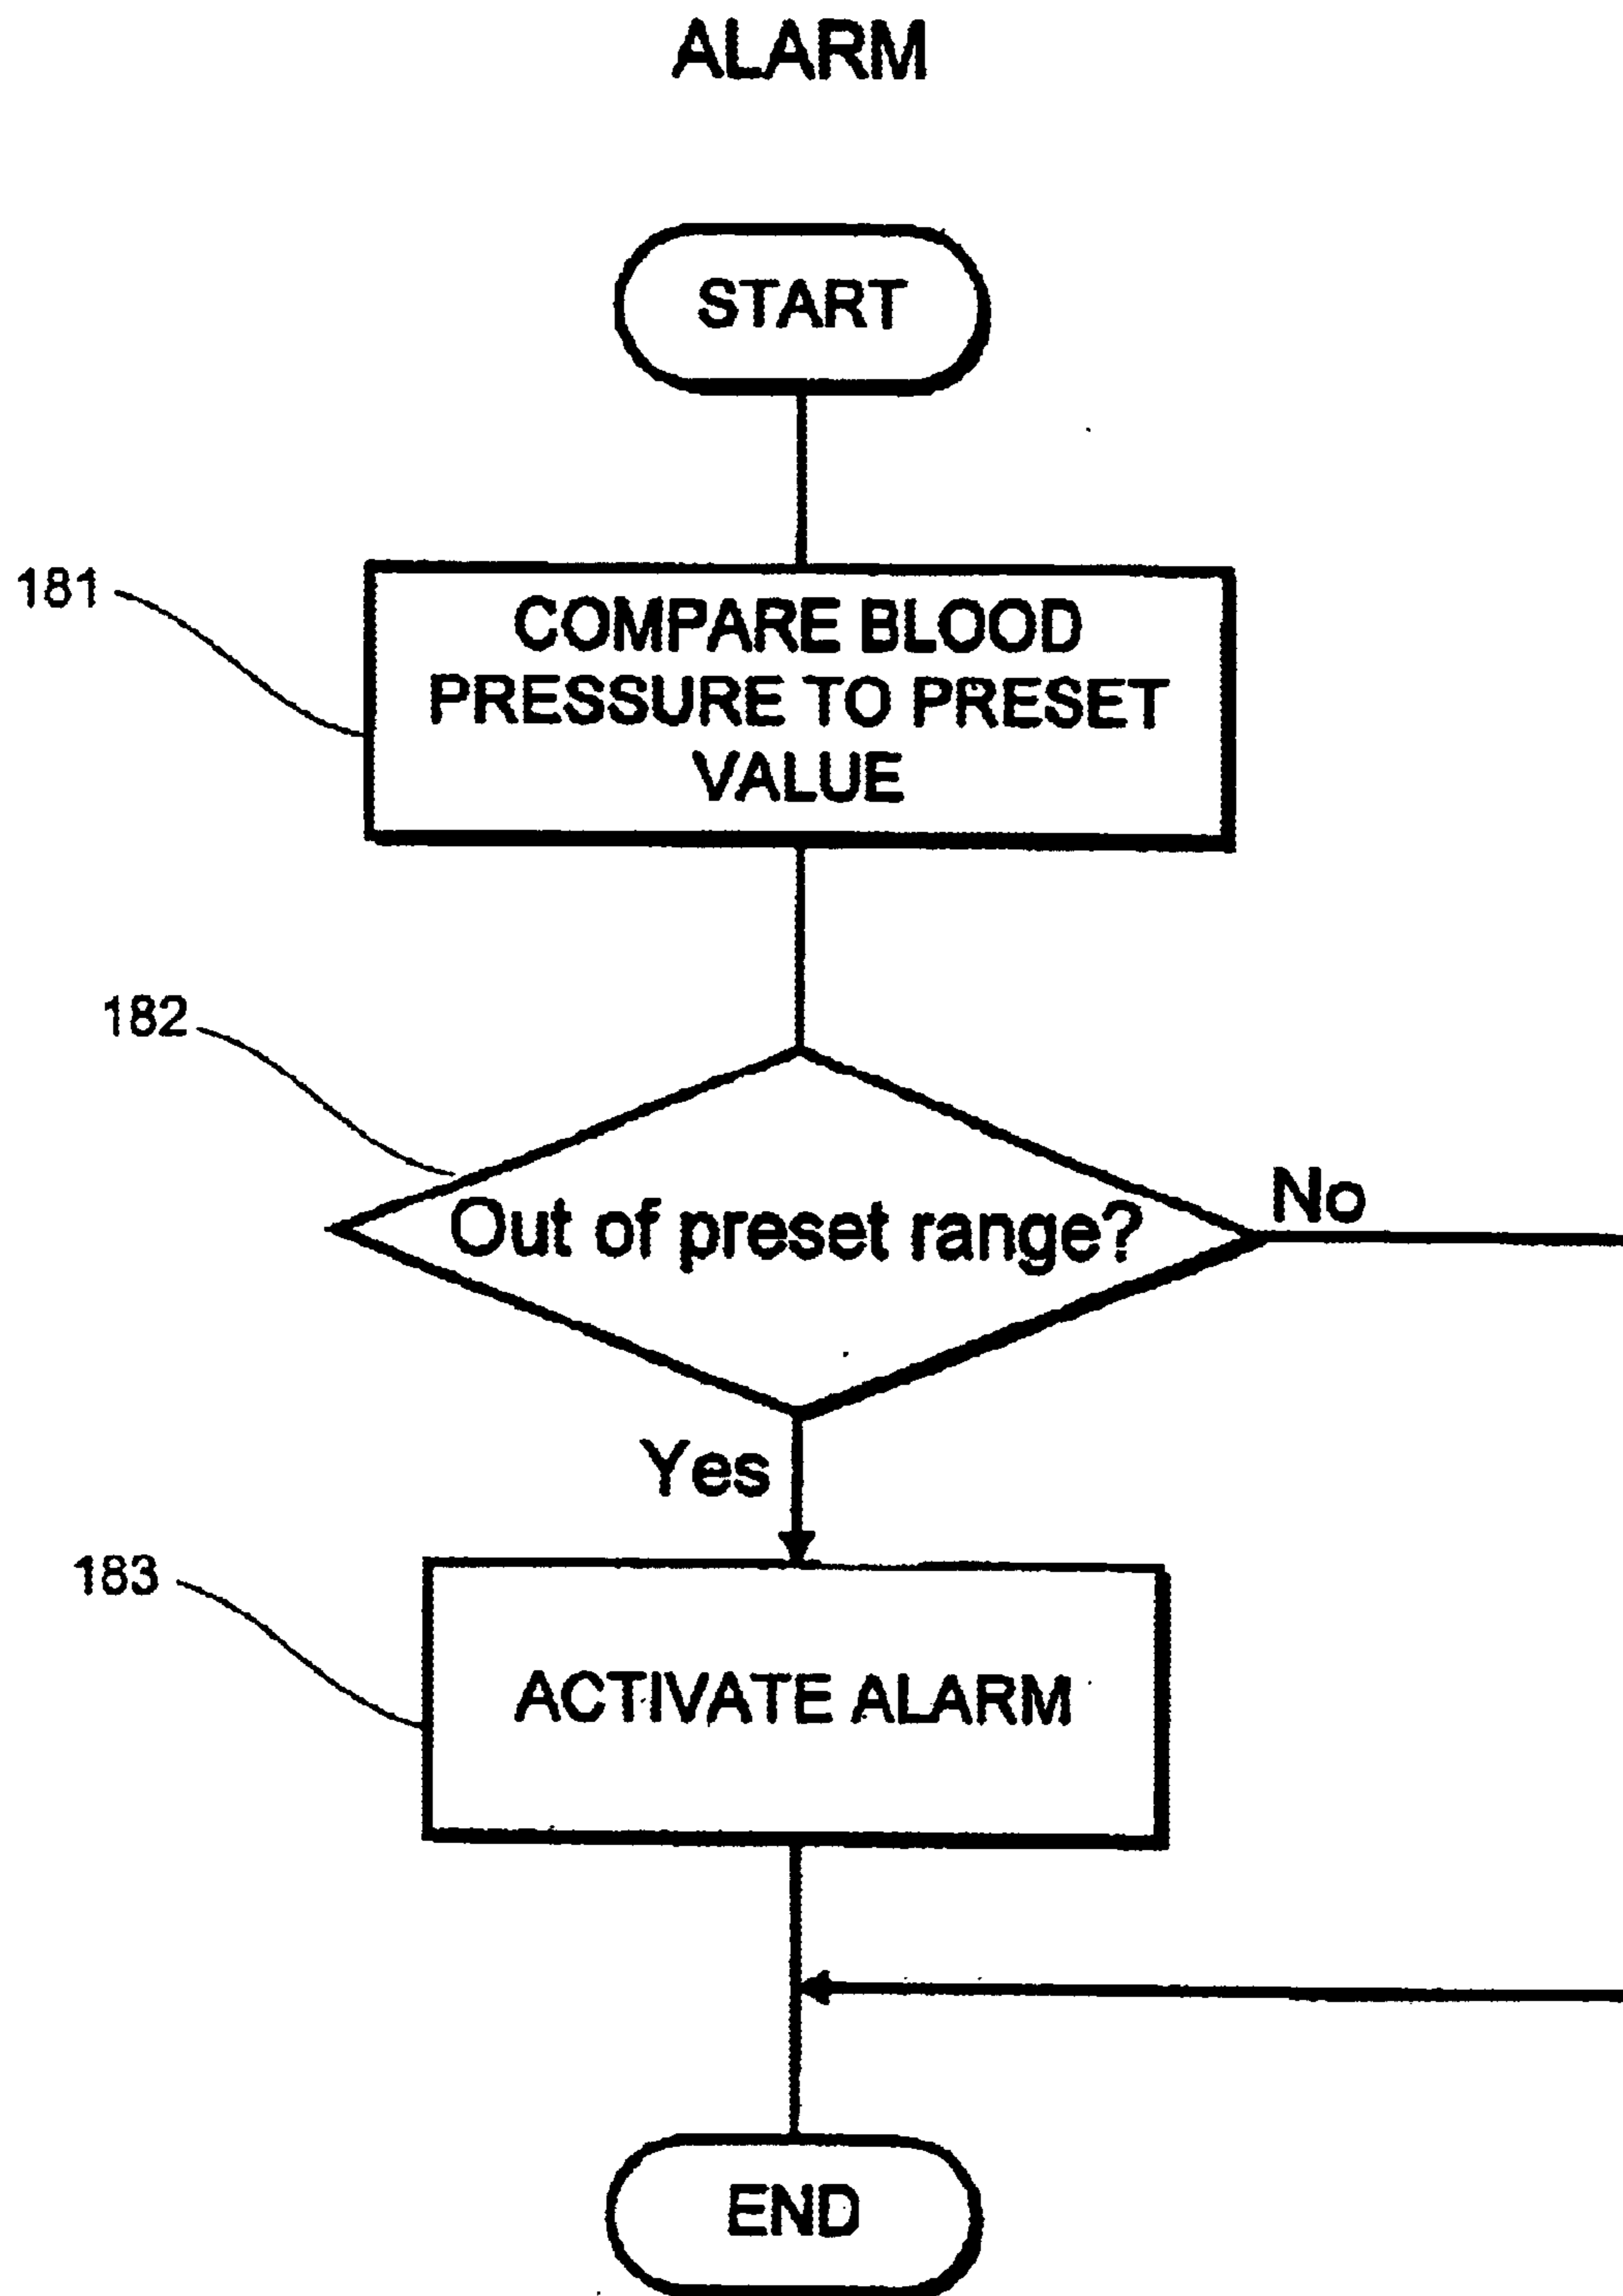 ALARM
START
181
COMPARE BLOOD
PRESSURE TO PRESET
VALUE
182
Out of preset range?
No
Yes
183
ACTIVATE ALARM
END